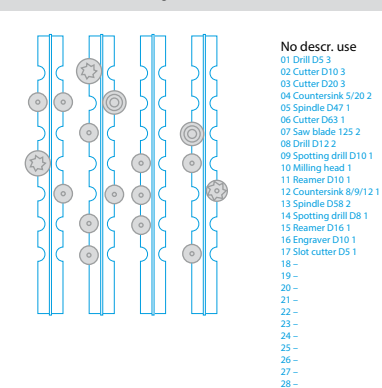 No descr. use
01 Drill D5 3
02 Cutter D10 3
03 Cutter D20 3
04 Countersink 5/20 2
05 Spindle D47 1
06 Cutter D63 1
07 Saw blade 125 2
08 Drill D12 2
09 Spotting drill D10 1
10 Milling head 1
11 Reamer D10 1
12 Countersink 8/9/12 1
13 Spindle D58 2
14 Spotting drill D8 1
15 Reamer D16 1
16 Engraver D10 1
17 Slot cutter D5 1
18 –
19 –
20 –
21 –
22 –
23 –
24 –
25 –
26 –
27 –
28 –